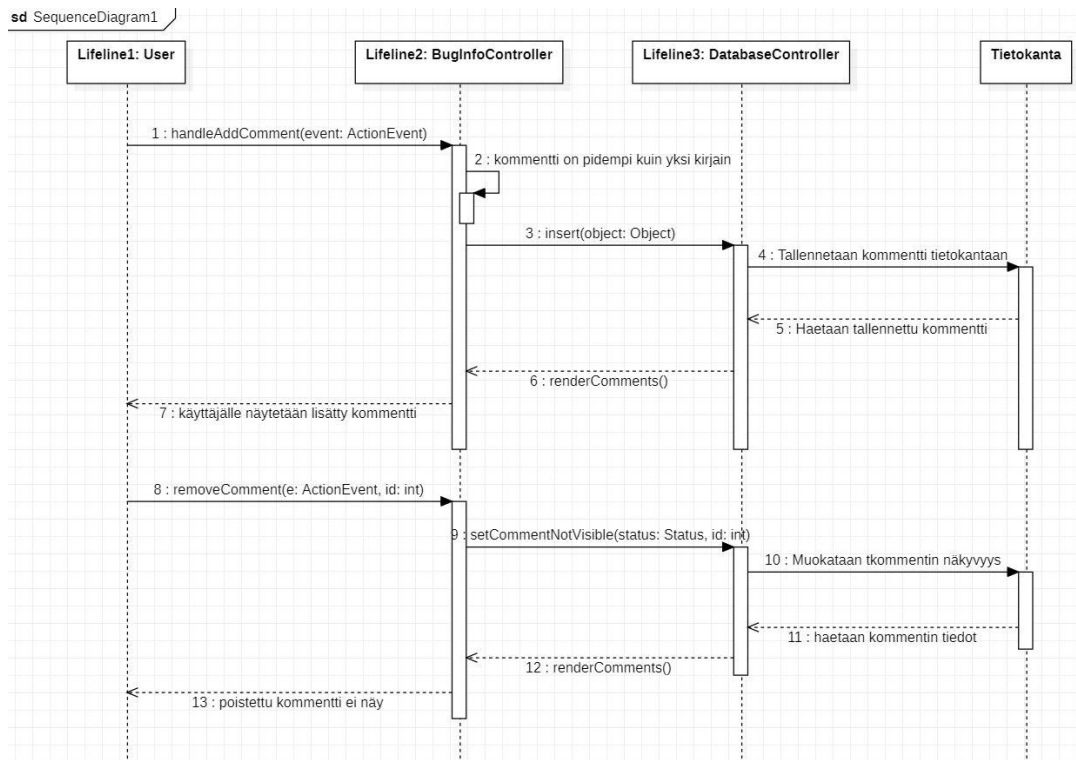 sd SequenceDiagram1
Lifeline1: User
Lifeline2: BugInfoController
Lifeline3: DatabaseController
Tietokanta
1 : handleAddComment(event: ActionEvent)
2 : kommentti on pidempi kuin yksi kirjain
3 : insert(object: Object)
4 : Tallennetaan kommentti tietokantaan
5 : Haetaan tallennettu kommentti
6 : renderComments()
7 : käyttäjälle näytetään lisätty kommentti
8 : removeComment(e: ActionEvent, id: int)
9 : setCommentNotVisible(status: Status, id: int)
10 : Muokataan tkommentin näkyvyys
11 : haetaan kommentin tiedot
12 : renderComments()
13 : poistettu kommentti ei näy